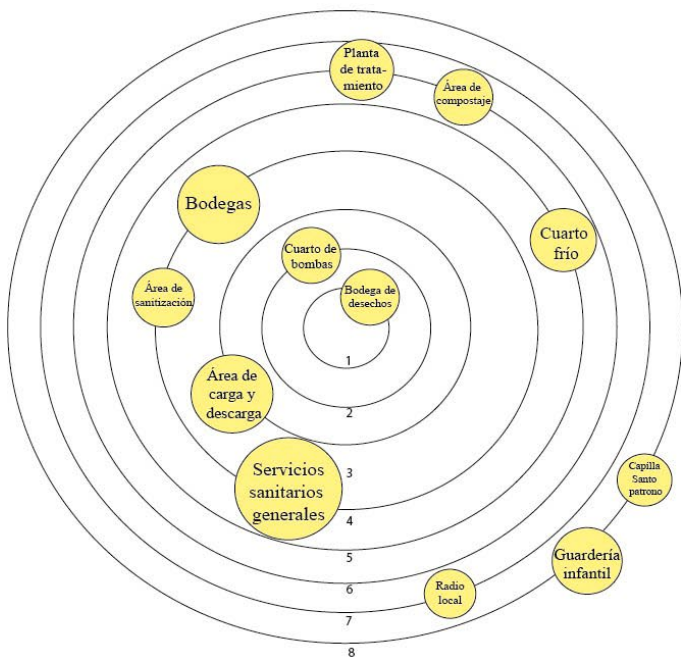 Planta
de trata-
miento
Área de
compostaje
Bodegas
Cuarto
frío
Cuarto de
bombas
Área de
sanitización
Bodega de
desechos
1
Área de
carga y
descarga
2
Servicios
sanitarios
generales
3
4
Capilla
Santo
patrono
5
Guardería
infantil
6
Radio
local
7
8